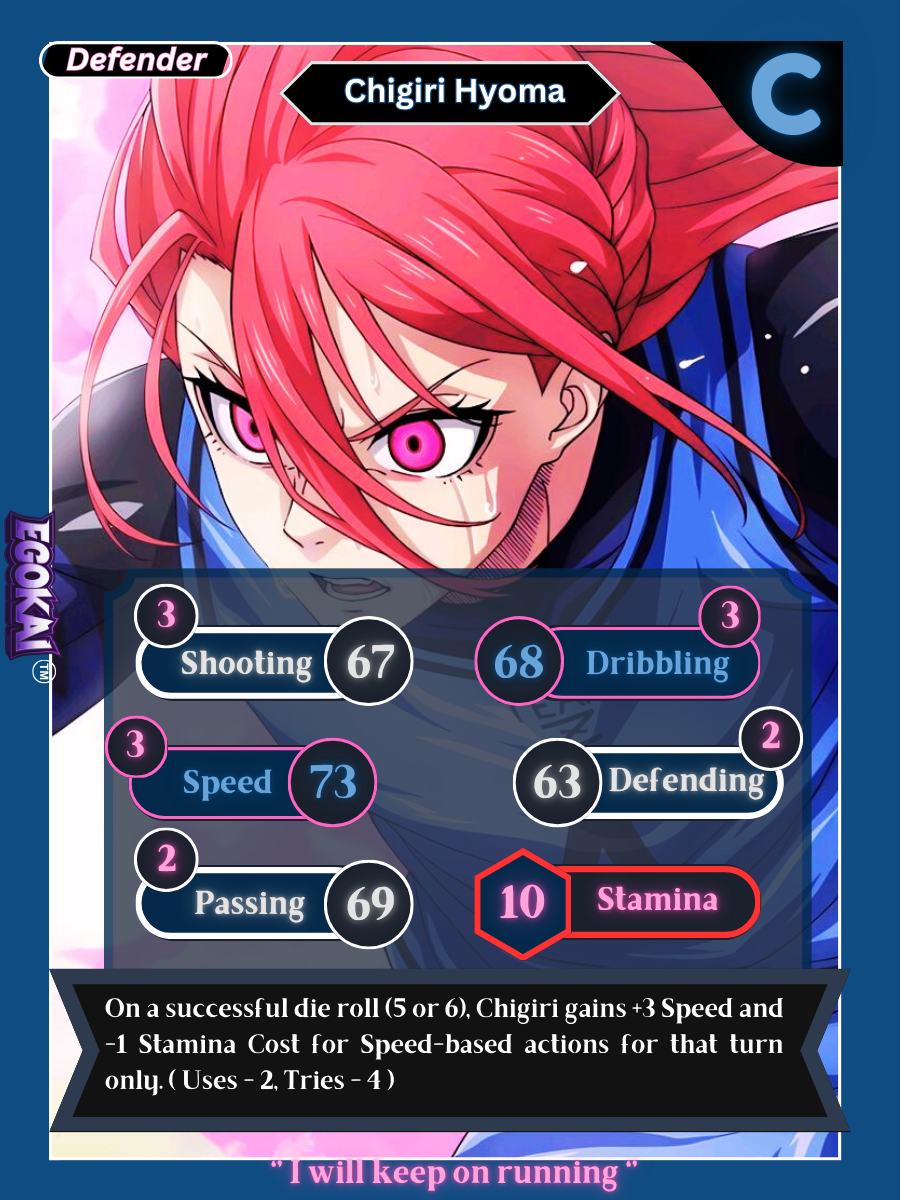 Defender
Chigiri Hyoma
C
EGOKAI
TM
3
Shooting 67
3
68 Dribbling
3
Speed 73
2
63 Defending
2
Passing 69
10 Stamina
On a successful die roll (5 or 6), Chigiri gains +3 Speed and
-1 Stamina Cost for Speed-based actions for that turn
only. ( Uses - 2, Tries - 4 )
" I will keep on running "